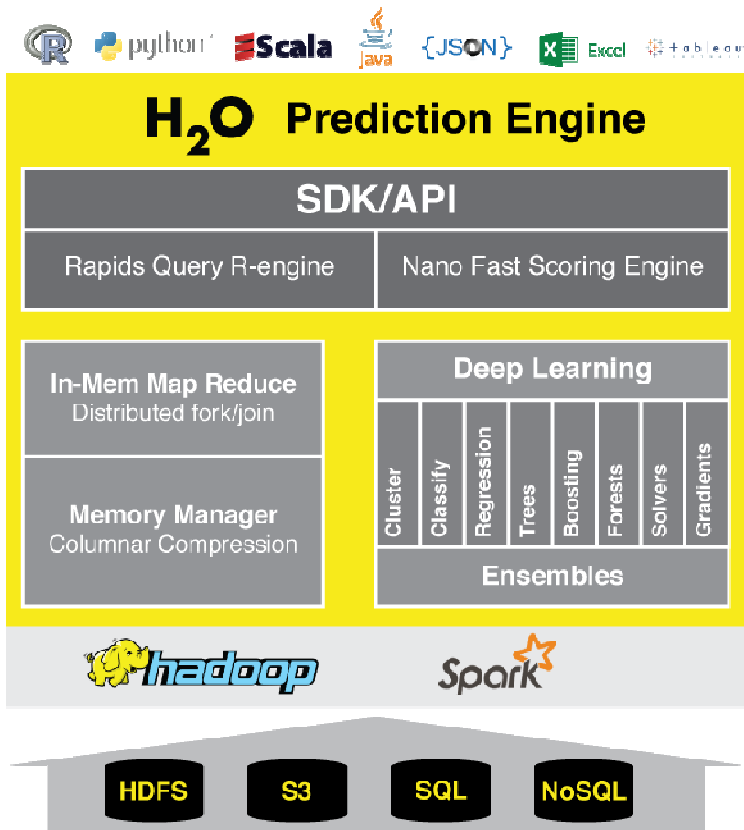 R python Scala Java {JSON} Excel +ableau
H2O Prediction Engine
SDK/API
Rapids Query R-engine
Nano Fast Scoring Engine
In-Mem Map Reduce
Distributed fork/join
Memory Manager
Columnar Compression
Deep Learning
Cluster
Classify
Regression
Trees
Boosting
Forests
Solvers
Gradients
Ensembles
hadoop
Spark
HDFS
S3
SQL
NoSQL